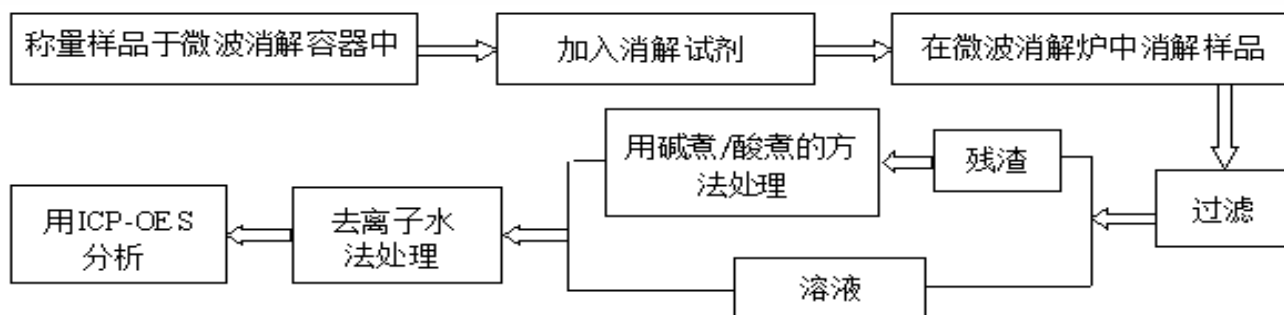 称量样品于微波消解容器中
加入消解试剂
在微波消解炉中消解样品
过滤
残渣
用碱煮/酸煮的方
法处理
溶液
去离子水
法处理
用ICP-OES
分析